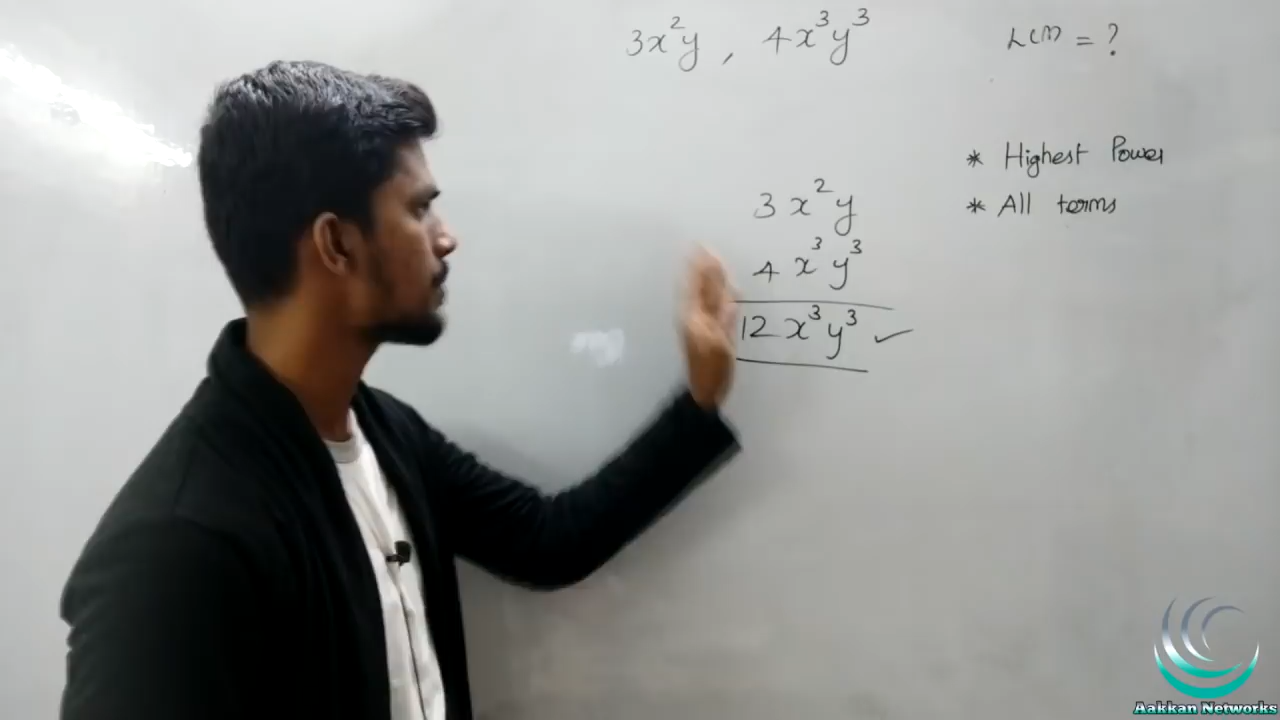 3x²y , 4x³y³ LCM = ?
* Highest Power
* All terms
3x²y
4x³y³
12x³y³ ✓
Aakkan Networks